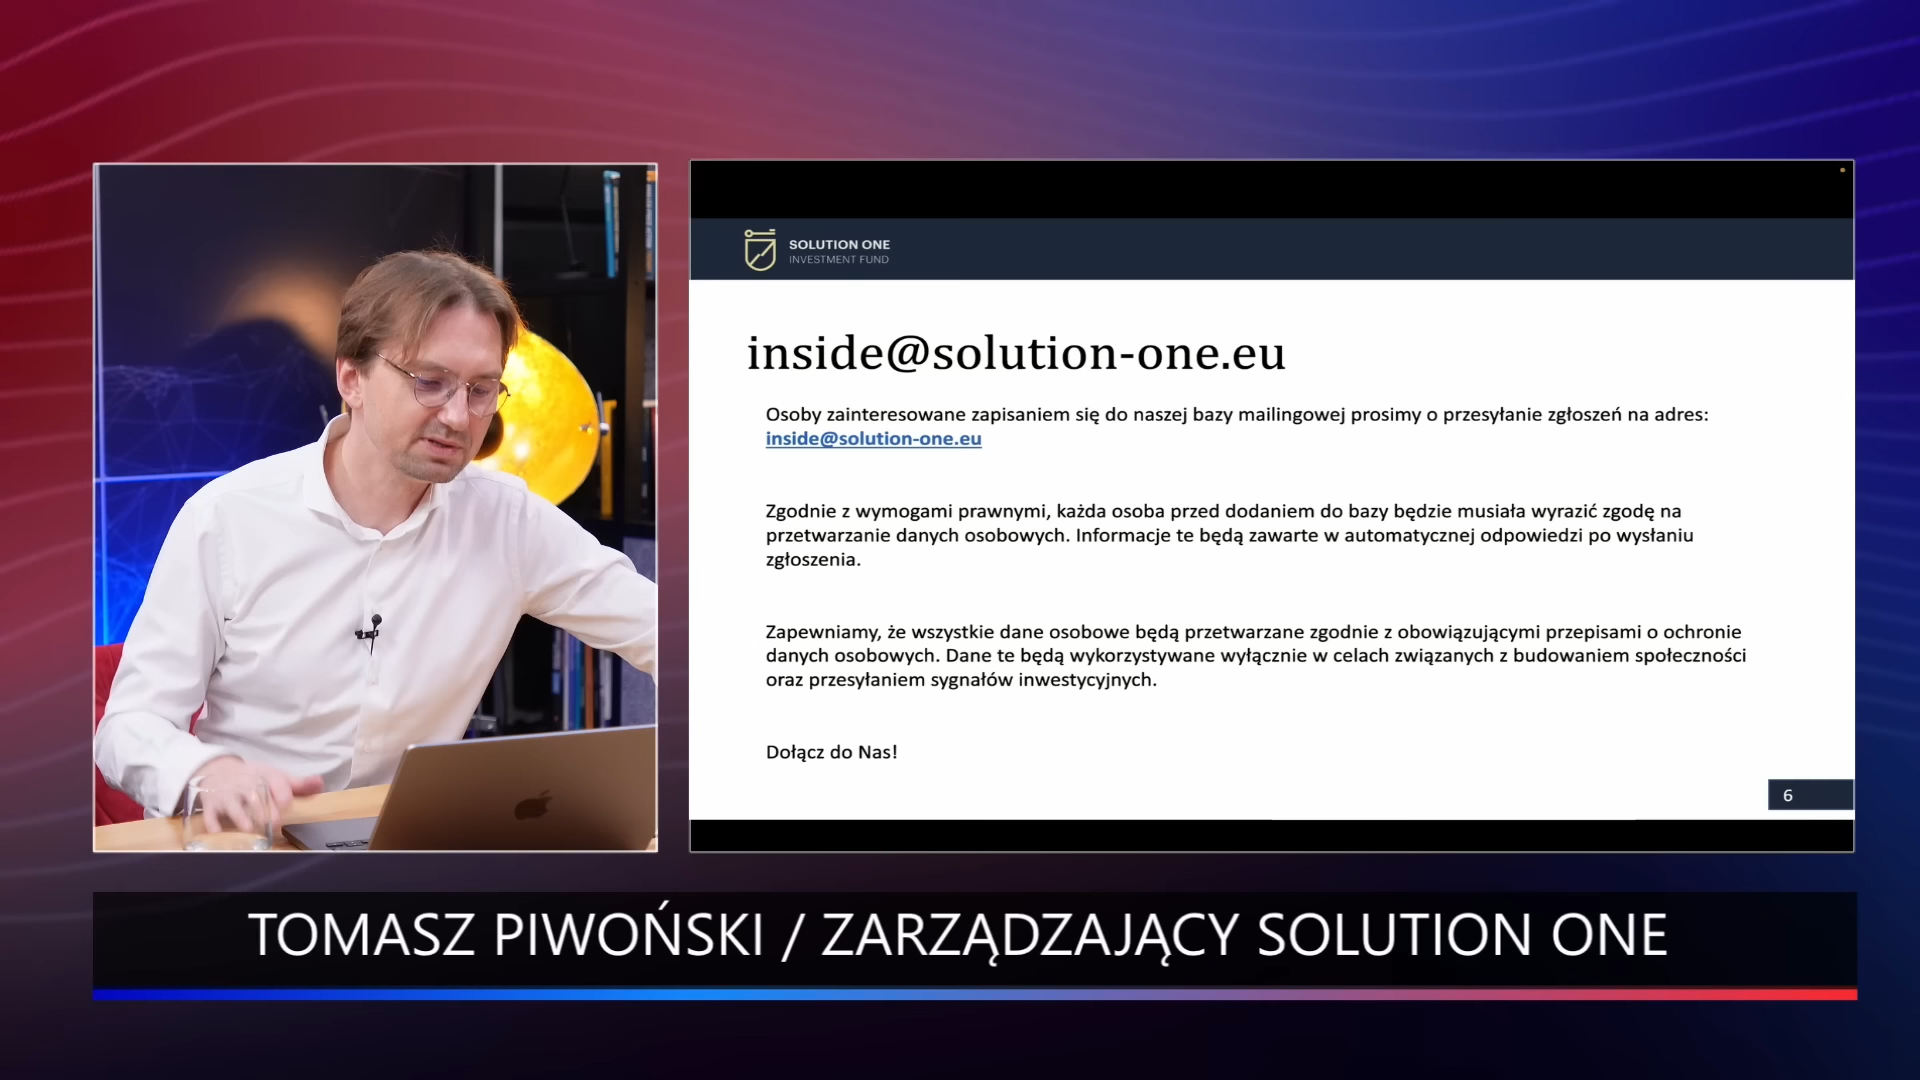 SOLUTION ONE
INVESTMENT FUND
inside@solution-one.eu
Osoby zainteresowane zapisaniem się do naszej bazy mailingowej prosimy o przesyłanie zgłoszeń na adres:
inside@solution-one.eu
Zgodnie z wymogami prawnymi, każda osoba przed dodaniem do bazy będzie musiała wyrazić zgodę na
przetwarzanie danych osobowych. Informacje te będą zawarte w automatycznej odpowiedzi po wysłaniu
zgłoszenia.
Zapewniamy, że wszystkie dane osobowe będą przetwarzane zgodnie z obowiązującymi przepisami o ochronie
danych osobowych. Dane te będą wykorzystywane wyłącznie w celach związanych z budowaniem społeczności
oraz przesyłaniem sygnałów inwestycyjnych.
Dołącz do Nas!
6
TOMASZ PIWOŃSKI / ZARZĄDZAJĄCY SOLUTION ONE